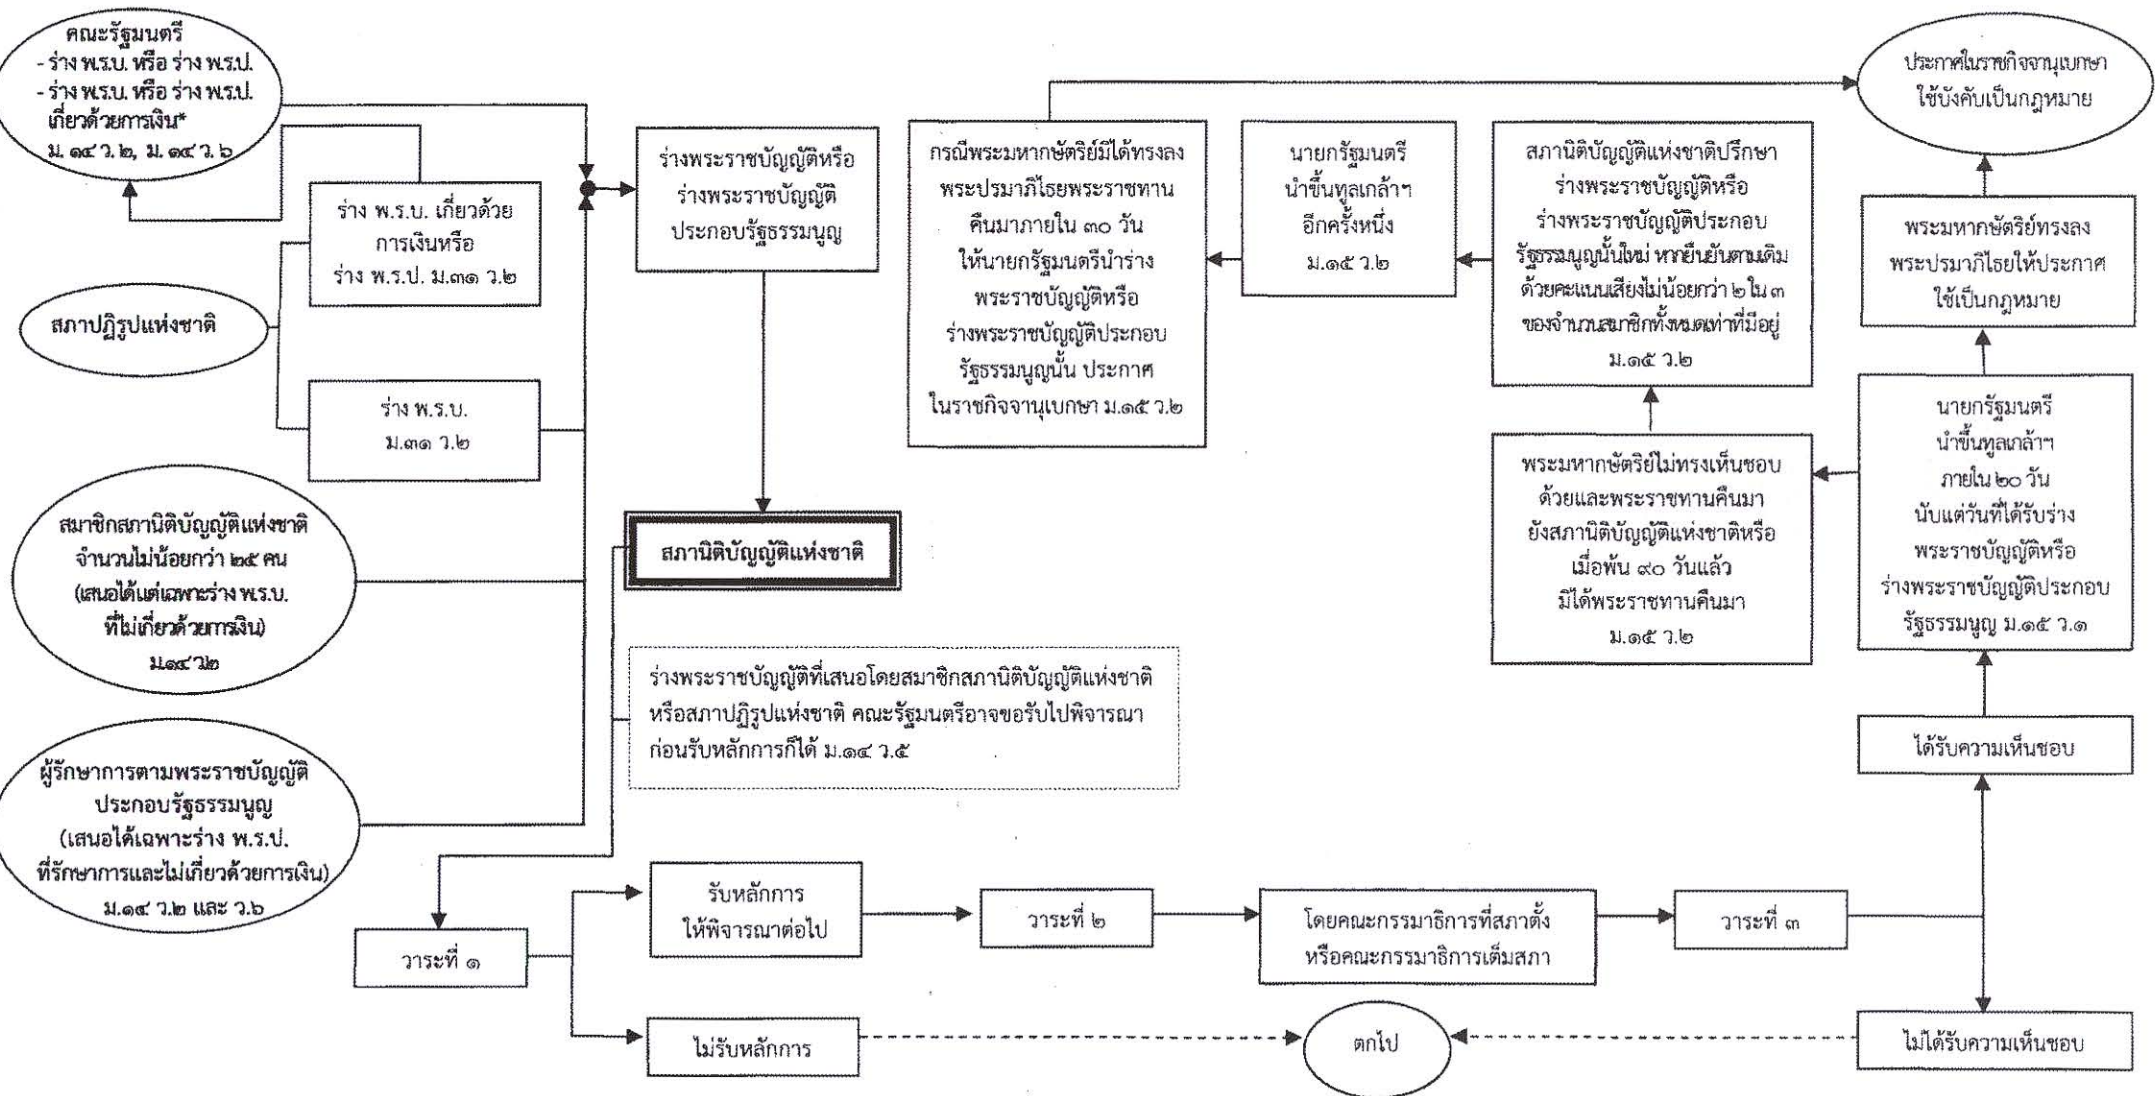 คณะรัฐมนตรี
- ร่าง พ.ร.บ. หรือ ร่าง พ.ร.ป.
- ร่าง พ.ร.บ. หรือ ร่าง พ.ร.ป.
เกี่ยวด้วยการเงิน*
ม. ๑๔ ว. ๒, ม. ๑๔ ว. ๖
ร่าง พ.ร.บ. เกี่ยวด้วย
การเงินหรือ
ร่าง พ.ร.ป. ม.๓๑ ว.๒
สภาปฏิรูปแห่งชาติ
ร่าง พ.ร.บ.
ม.๓๑ ว.๒
สมาชิกสภานิติบัญญัติแห่งชาติ
จำนวนไม่น้อยกว่า ๒๕ คน
(เสนอได้แต่เฉพาะร่าง พ.ร.บ.
ที่ไม่เกี่ยวด้วยการเงิน)
ม.๑๔ ว๒
ผู้รักษาการตามพระราชบัญญัติ
ประกอบรัฐธรรมนูญ
(เสนอได้เฉพาะร่าง พ.ร.ป.
ที่รักษาการและไม่เกี่ยวด้วยการเงิน)
ม.๑๔ ว.๒ และ ว.๖
ร่างพระราชบัญญัติหรือ
ร่างพระราชบัญญัติ
ประกอบรัฐธรรมนูญ
สภานิติบัญญัติแห่งชาติ
ร่างพระราชบัญญัติที่เสนอโดยสมาชิกสภานิติบัญญัติแห่งชาติ
หรือสภาปฏิรูปแห่งชาติ คณะรัฐมนตรีอาจขอรับไปพิจารณา
ก่อนรับหลักการก็ได้ ม.๑๔ ว.๕
วาระที่ ๑
รับหลักการ
ให้พิจารณาต่อไป
ไม่รับหลักการ
วาระที่ ๒
โดยคณะกรรมาธิการที่สภาตั้ง
หรือคณะกรรมาธิการเต็มสภา
วาระที่ ๓
ตกไป
ไม่ได้รับความเห็นชอบ
ได้รับความเห็นชอบ
นายกรัฐมนตรี
นำขึ้นทูลเกล้าฯ
ภายใน ๒๐ วัน
นับแต่วันที่ได้รับร่าง
พระราชบัญญัติหรือ
ร่างพระราชบัญญัติประกอบ
รัฐธรรมนูญ ม.๑๕ ว.๑
พระมหากษัตริย์ทรงลง
พระปรมาภิไธยให้ประกาศ
ใช้เป็นกฎหมาย
ประกาศในราชกิจจานุเบกษา
ใช้บังคับเป็นกฎหมาย
พระมหากษัตริย์ไม่ทรงเห็นชอบ
ด้วยและพระราชทานคืนมา
ยังสภานิติบัญญัติแห่งชาติหรือ
เมื่อพ้น ๙๐ วันแล้ว
มิได้พระราชทานคืนมา
ม.๑๕ ว.๒
สภานิติบัญญัติแห่งชาติปรึกษา
ร่างพระราชบัญญัติหรือ
ร่างพระราชบัญญัติประกอบ
รัฐธรรมนูญนั้นใหม่ หากยืนยันตามเดิม
ด้วยคะแนนเสียงไม่น้อยกว่า ๒ ใน ๓
ของจำนวนสมาชิกทั้งหมดเท่าที่มีอยู่
ม.๑๕ ว.๒
นายกรัฐมนตรี
นำขึ้นทูลเกล้าฯ
อีกครั้งหนึ่ง
ม.๑๕ ว.๒
กรณีพระมหากษัตริย์มิได้ทรงลง
พระปรมาภิไธยพระราชทาน
คืนมาภายใน ๓๐ วัน
ให้นายกรัฐมนตรีนำร่าง
พระราชบัญญัติหรือ
ร่างพระราชบัญญัติประกอบ
รัฐธรรมนูญนั้น ประกาศ
ในราชกิจจานุเบกษา ม.๑๕ ว.๒